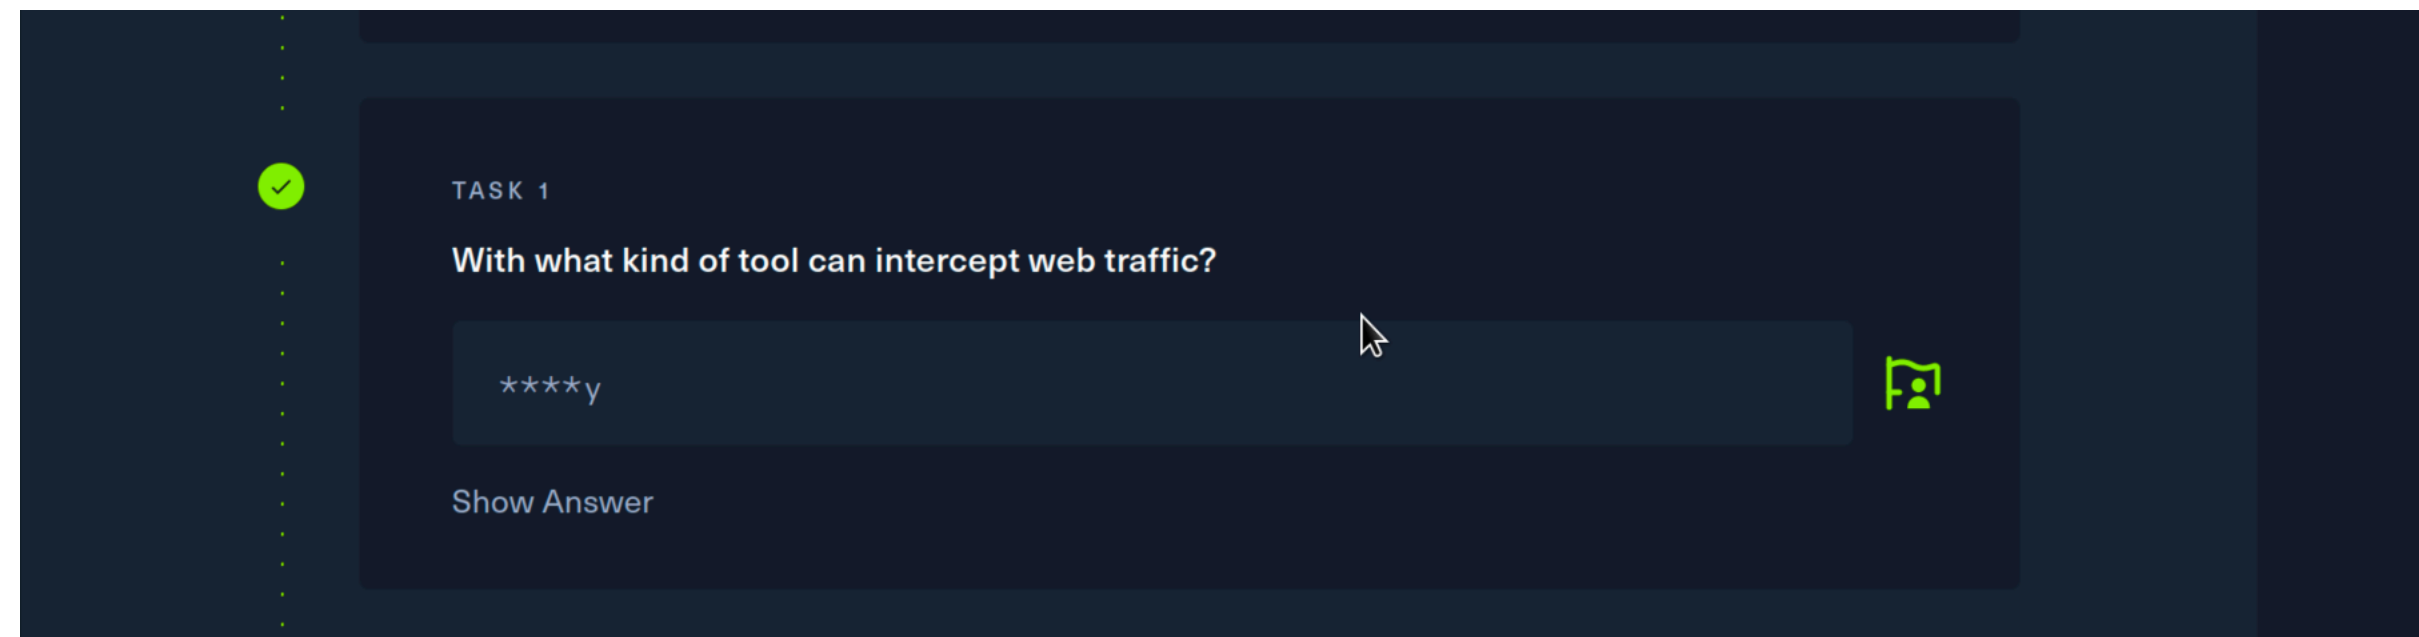 TASK 1
With what kind of tool can intercept web traffic?
****y
Show Answer